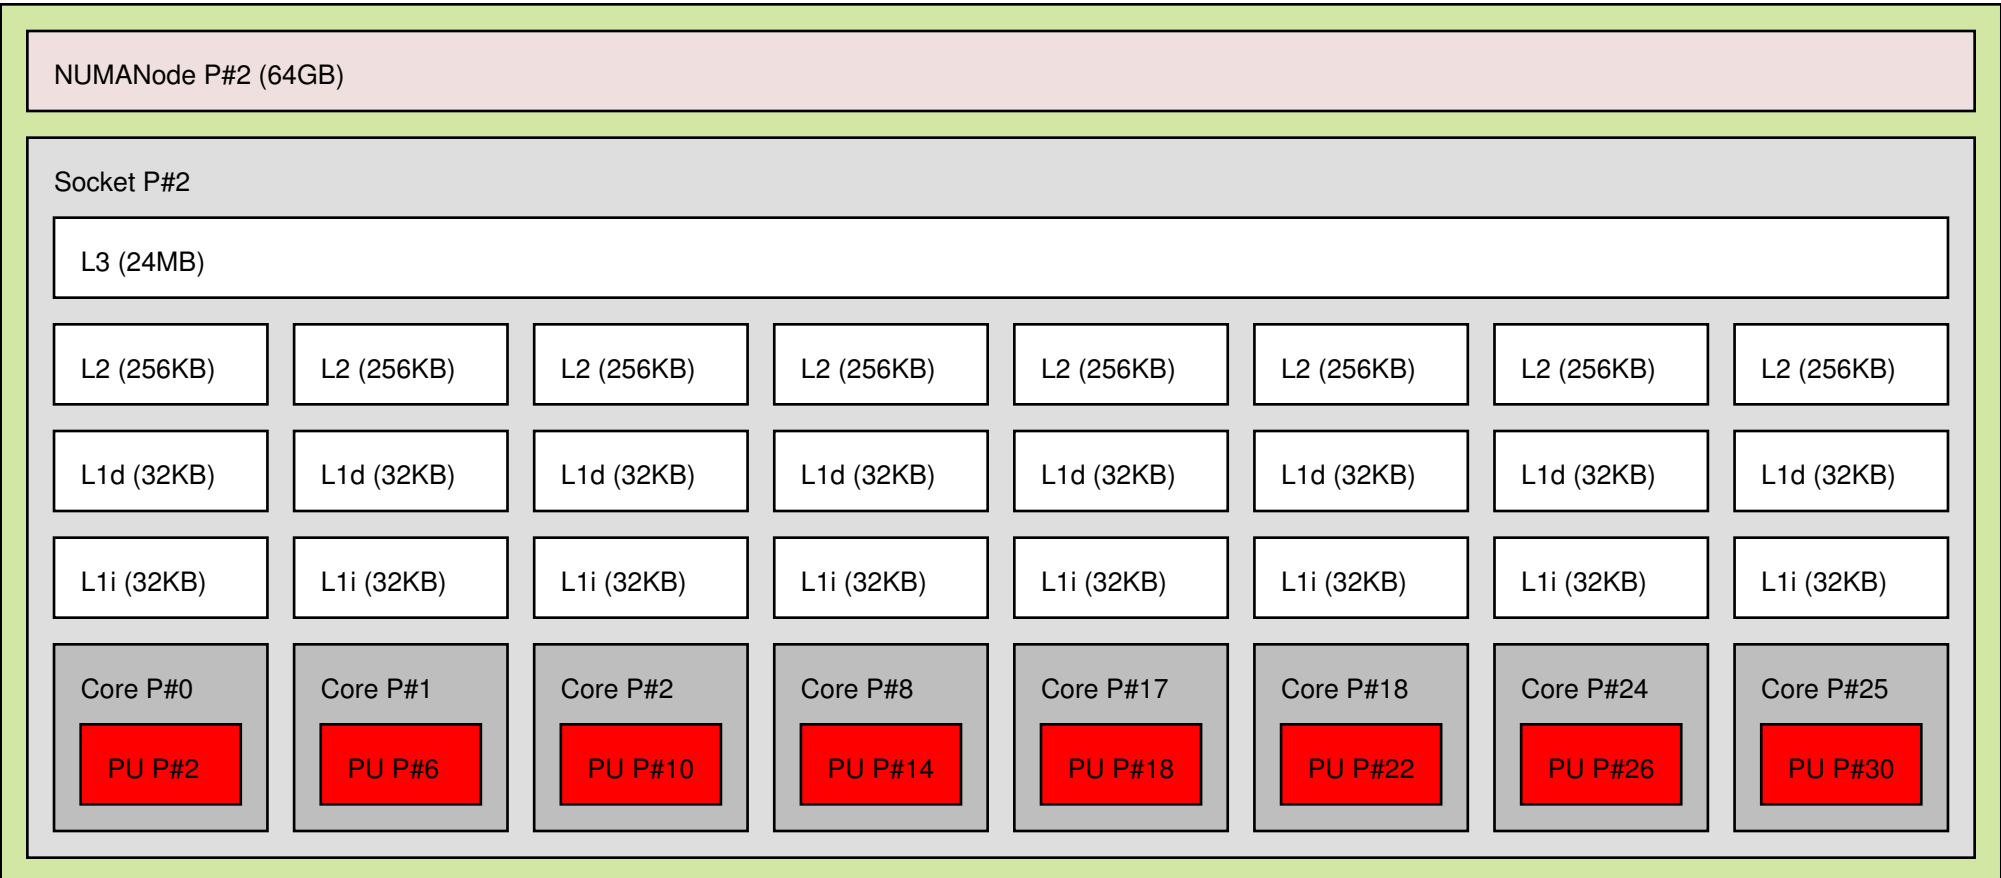 NUMANode P#2 (64GB)
Socket P#2
L3 (24MB)
L2 (256KB) L2 (256KB) L2 (256KB) L2 (256KB) L2 (256KB) L2 (256KB) L2 (256KB) L2 (256KB)
L1d (32KB) L1d (32KB) L1d (32KB) L1d (32KB) L1d (32KB) L1d (32KB) L1d (32KB) L1d (32KB)
L1i (32KB) L1i (32KB) L1i (32KB) L1i (32KB) L1i (32KB) L1i (32KB) L1i (32KB) L1i (32KB)
Core P#0 Core P#1 Core P#2 Core P#8 Core P#17 Core P#18 Core P#24 Core P#25
PU P#2 PU P#6 PU P#10 PU P#14 PU P#18 PU P#22 PU P#26 PU P#30